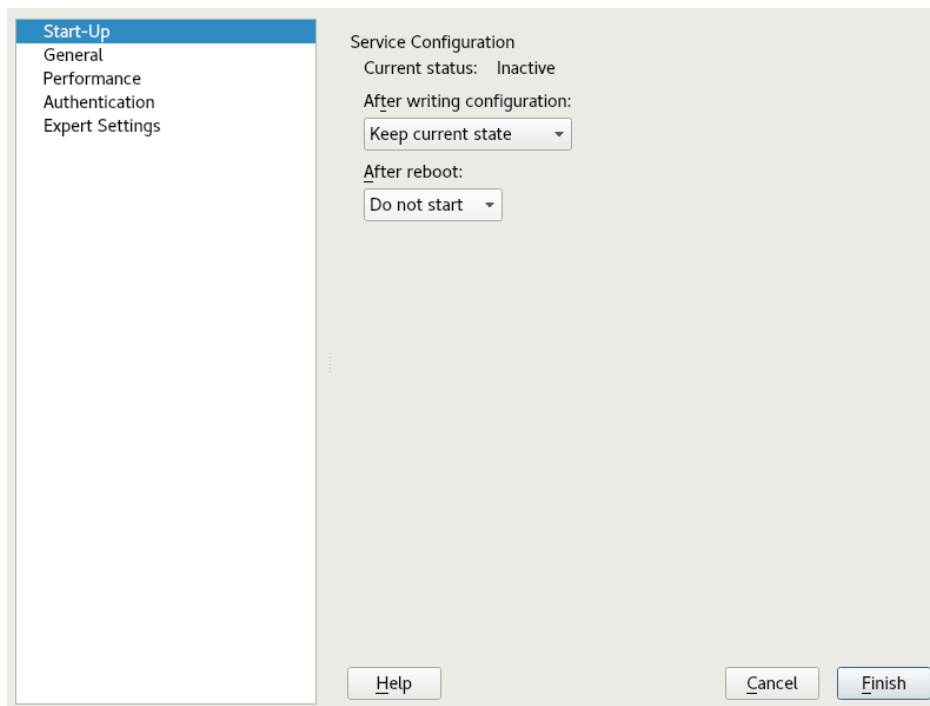 Start-Up
General
Performance
Authentication
Expert Settings
Service Configuration
Current status: Inactive
After writing configuration:
Keep current state
After reboot:
Do not start
Help
Cancel
Finish